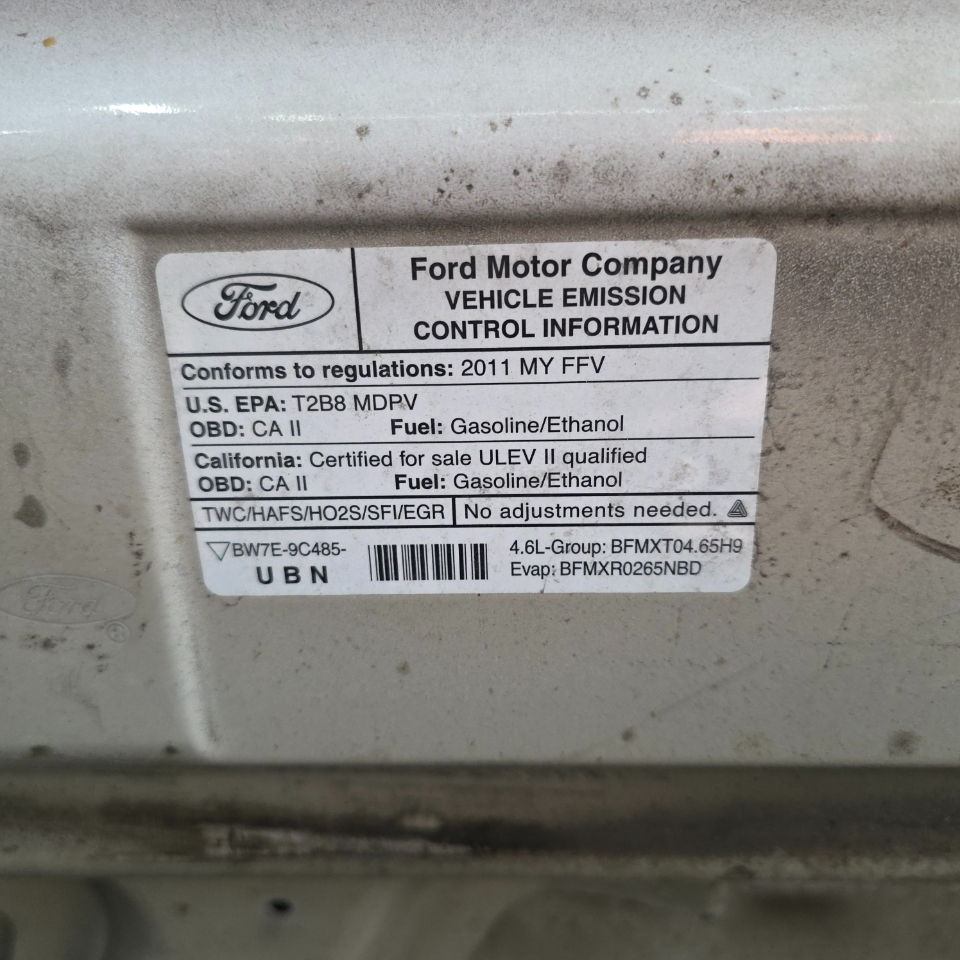 Ford
Ford Motor Company
VEHICLE EMISSION
CONTROL INFORMATION
Conforms to regulations: 2011 MY FFV
U.S. EPA: T2B8 MDPV
OBD: CA II Fuel: Gasoline/Ethanol
California: Certified for sale ULEV II qualified
OBD: CA II Fuel: Gasoline/Ethanol
TWC/HAFS/HO2S/SFI/EGR No adjustments needed.
BW7E-9C485-
UBN
4.6L-Group: BFMXT04.65H9
Evap: BFMXR0265NBD
Ford